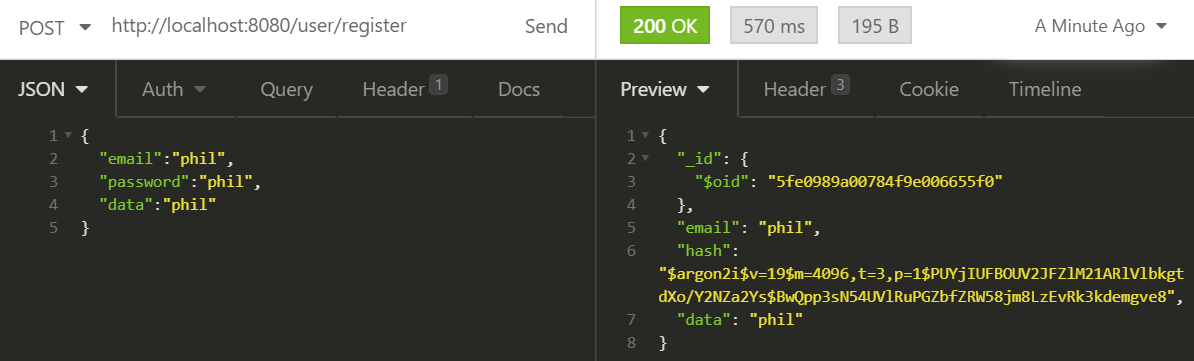 POST http://localhost:8080/user/register Send 200 OK 570 ms 195 B A Minute Ago
JSON Auth Query Header 1 Docs Preview Header 3 Cookie Timeline
1 {
2 "email":"phil",
3 "password":"phil",
4 "data":"phil"
5 }
1 {
2 "_id": {
3 "$oid": "5fe0989a00784f9e006655f0"
4 },
5 "email": "phil",
6 "hash":
"$argon2i$v=19$m=4096,t=3,p=1$PUYjIUFBOUV2JFZlM21ARlVlbkgt
dXo/Y2NZa2Ys$BwQpp3sN54UVlRuPGZbfZRW58jm8LzEvRk3kdemgve8",
7 "data": "phil"
8 }